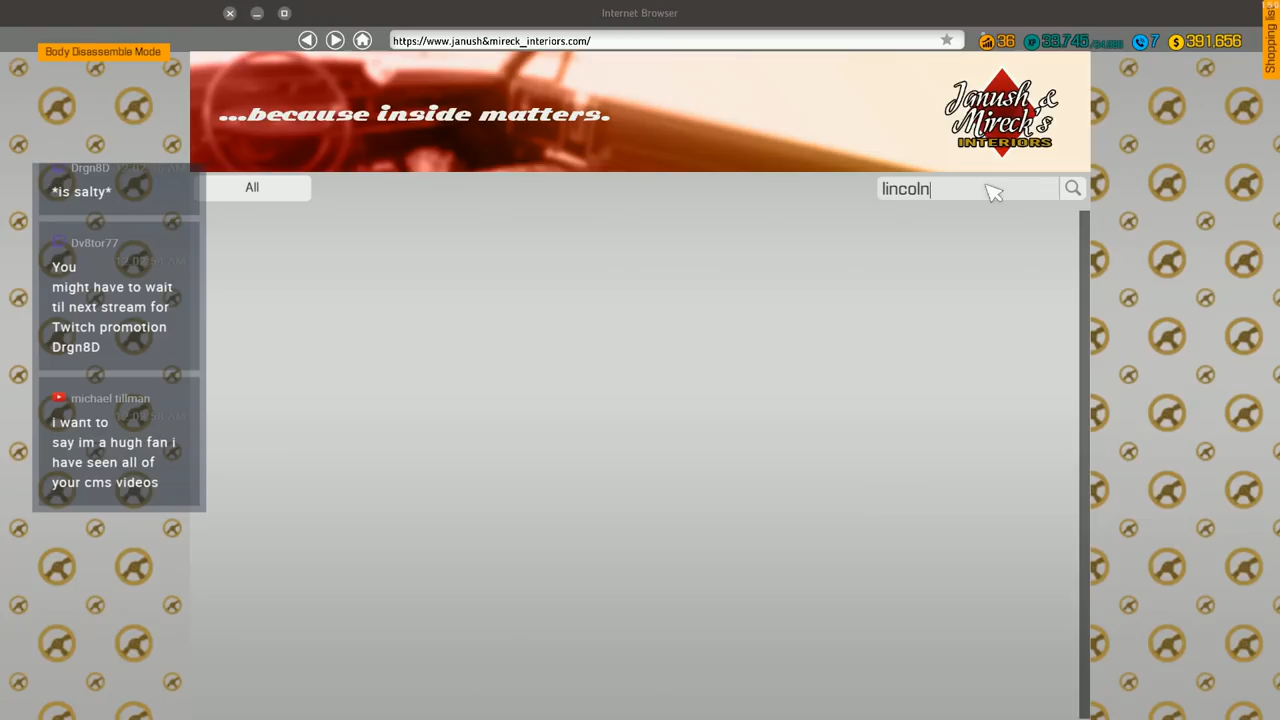 Internet Browser
https://www.janush&mireck_interiors.com/
36
7
391,656
Shopping list
Body Disassemble Mode
...because inside matters.
Janush &
Mireck's
INTERIORS
All
lincoln
Drgn8D
*is salty*
Dv8tor77
You
might have to wait
til next stream for
Twitch promotion
Drgn8D
michael tillman
i want to
say im a hugh fan i
have seen all of
your cms videos